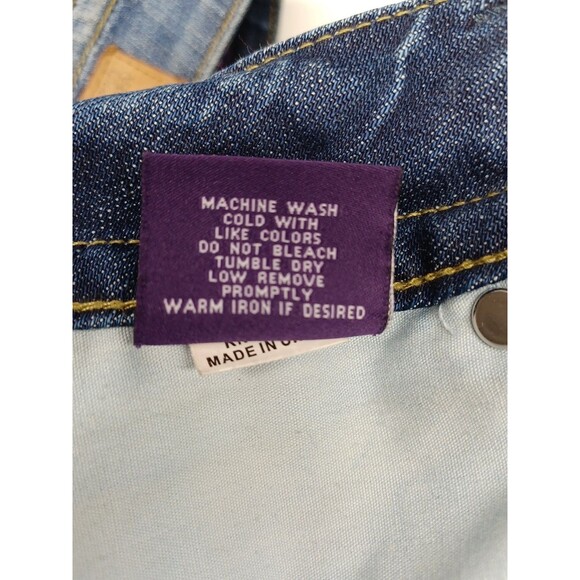 MACHINE WASH
COLD WITH
LIKE COLORS
DO NOT BLEACH
TUMBLE DRY
LOW REMOVE
PROMPTLY
WARM IRON IF DESIRED
MADE IN